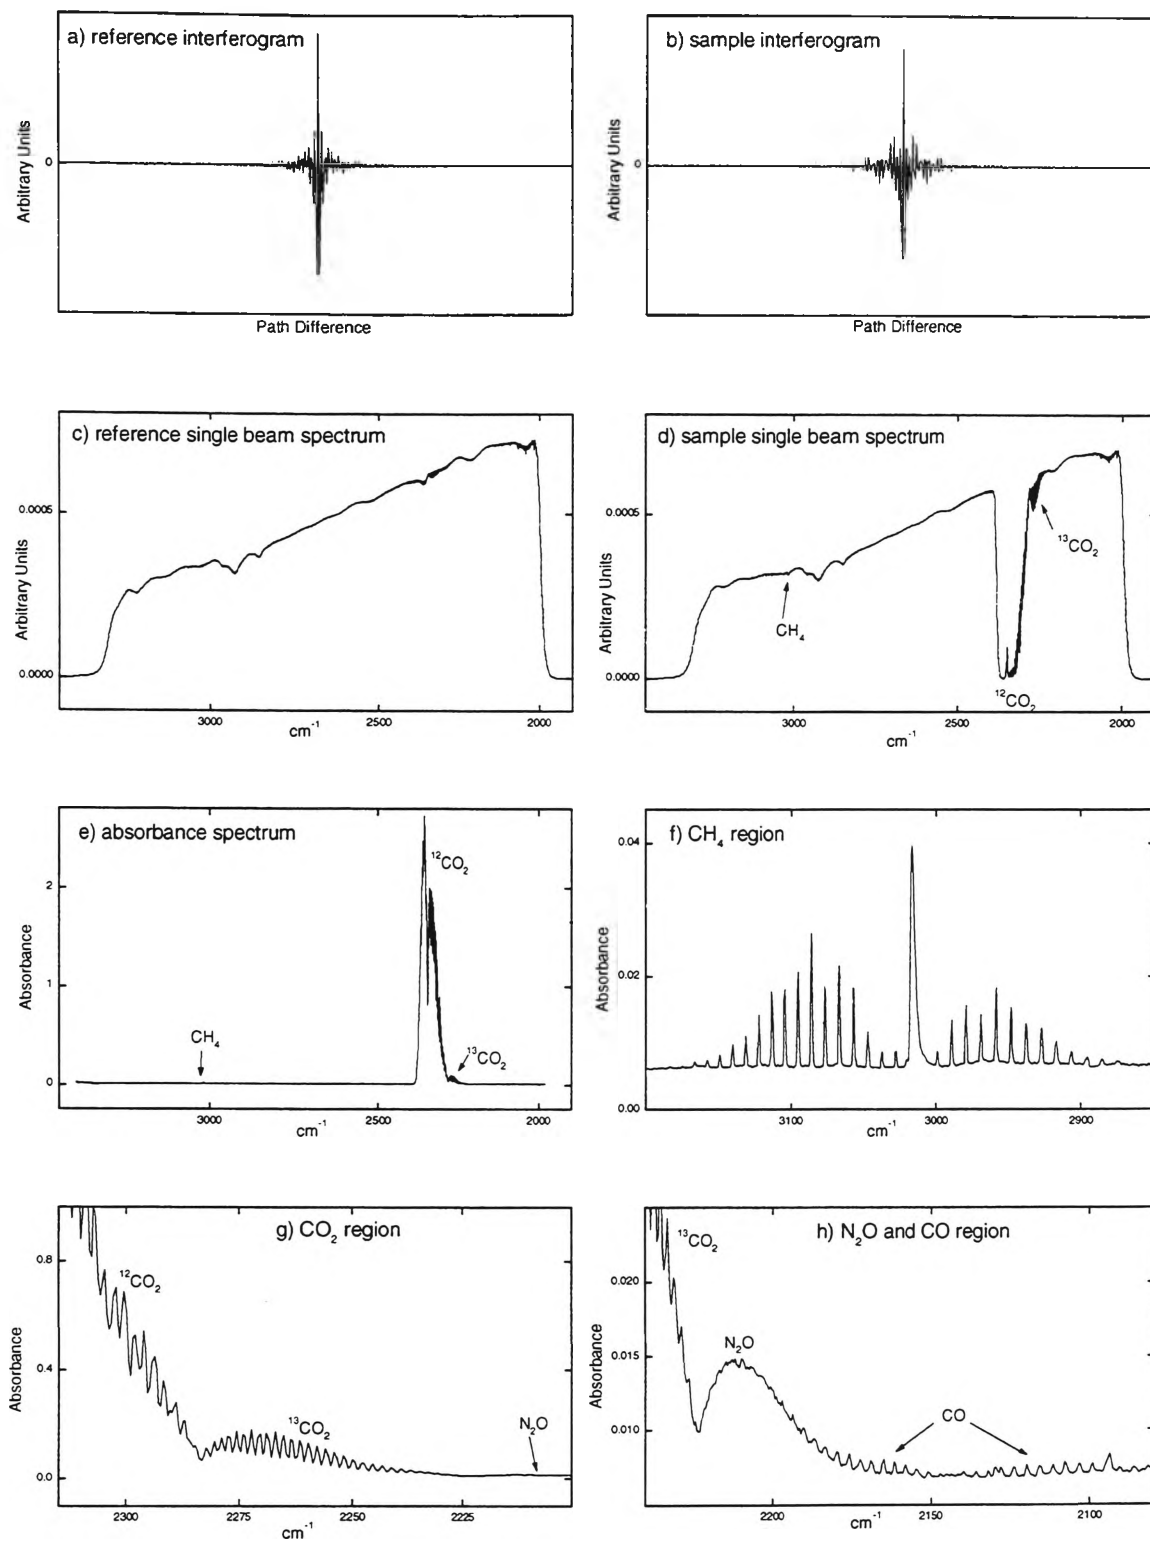 a) reference interferogram
0
Arbitrary Units
Path Difference
b) sample interferogram
0
Arbitrary Units
Path Difference
c) reference single beam spectrum
0.0005
0.0000
Arbitrary Units
3000 2500 2000
cm⁻¹
d) sample single beam spectrum
0.0005
¹³CO₂
CH₄
0.0000
¹²CO₂
Arbitrary Units
3000 2500 2000
cm⁻¹
e) absorbance spectrum
¹²CO₂
2
1
CH₄
¹³CO₂
0
Absorbance
3000 2500 2000
cm⁻¹
f) CH₄ region
0.04
0.02
0.00
Absorbance
3100 3000 2900
cm⁻¹
g) CO₂ region
0.8
¹²CO₂
0.4
¹³CO₂
N₂O
0.0
Absorbance
2300 2275 2250 2225
cm⁻¹
h) N₂O and CO region
¹³CO₂
0.020
N₂O
0.015
CO
0.010
Absorbance
2200 2150 2100
cm⁻¹